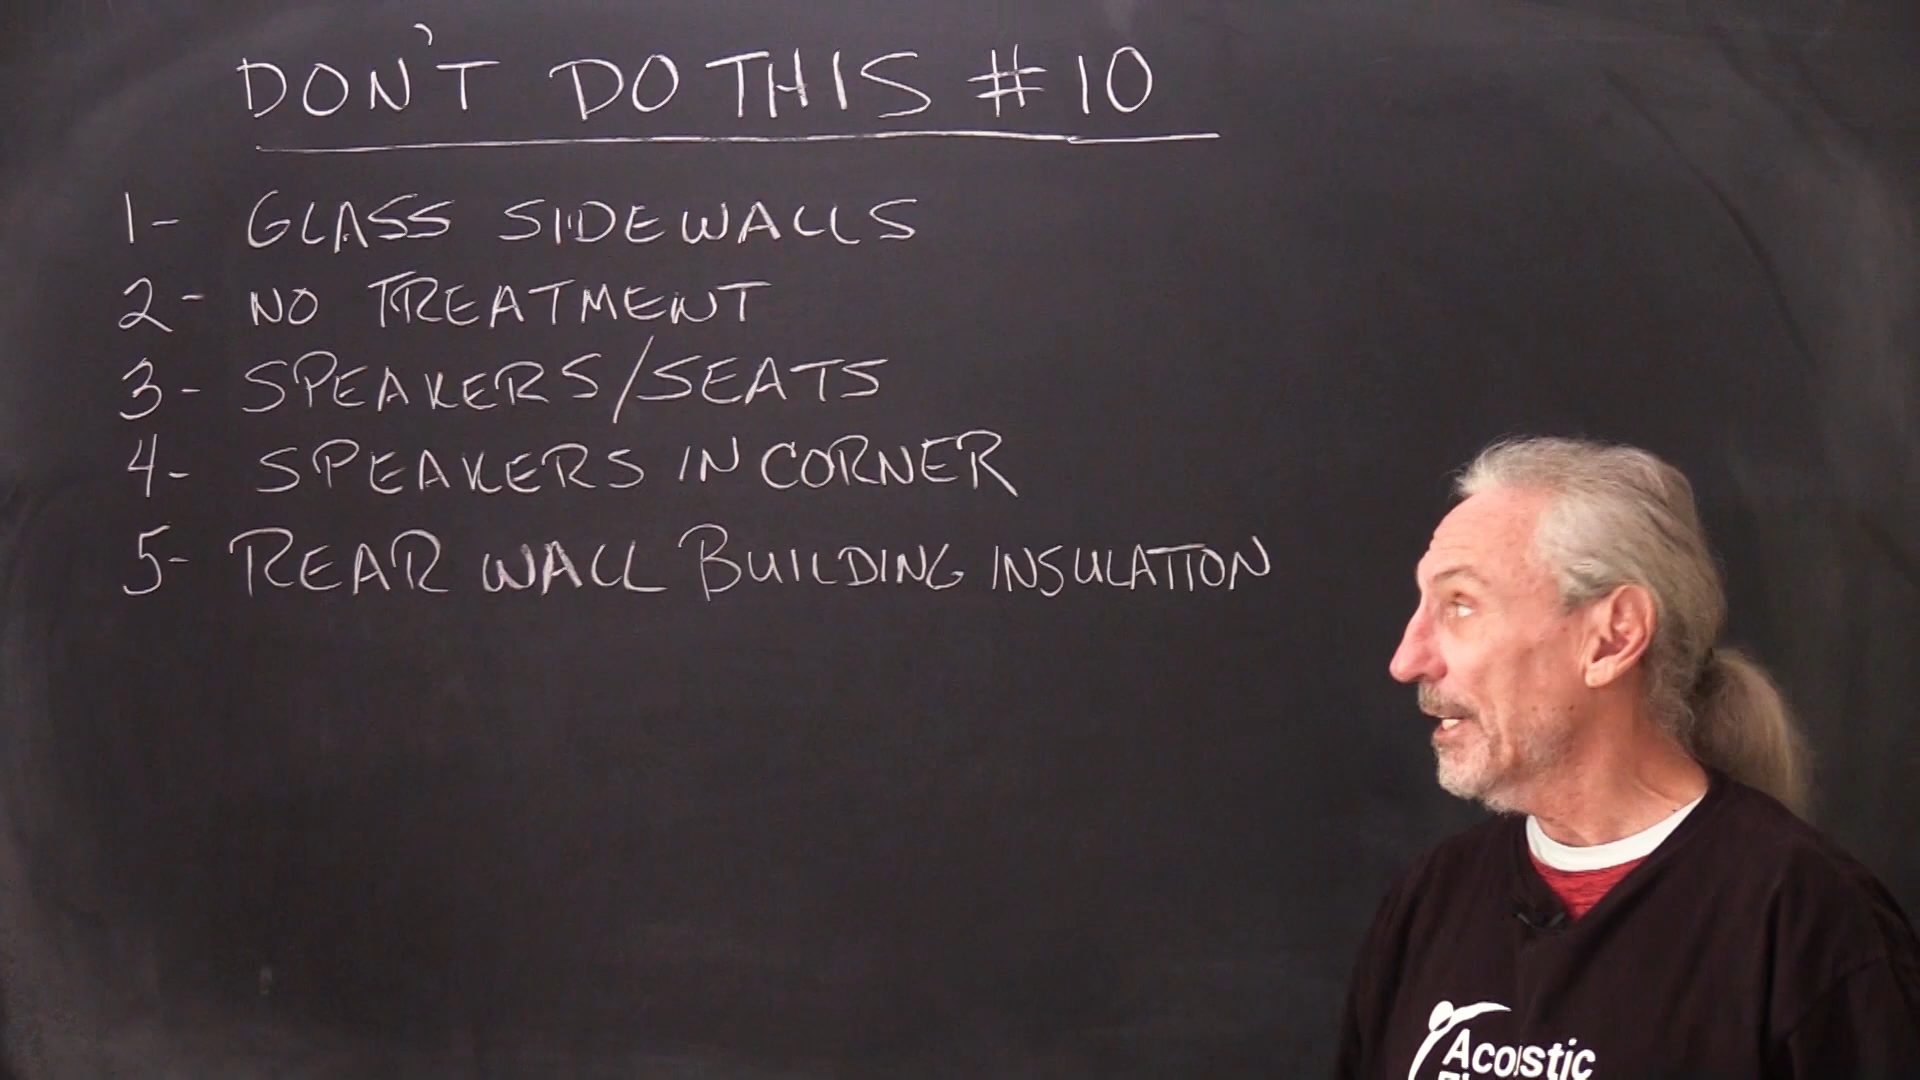 DON'T DO THIS #10
1- GLASS SIDEWALLS
2- NO TREATMENT
3- SPEAKERS/SEATS
4- SPEAKERS IN CORNER
5- REAR WALL BUILDING INSULATION
Acoustic